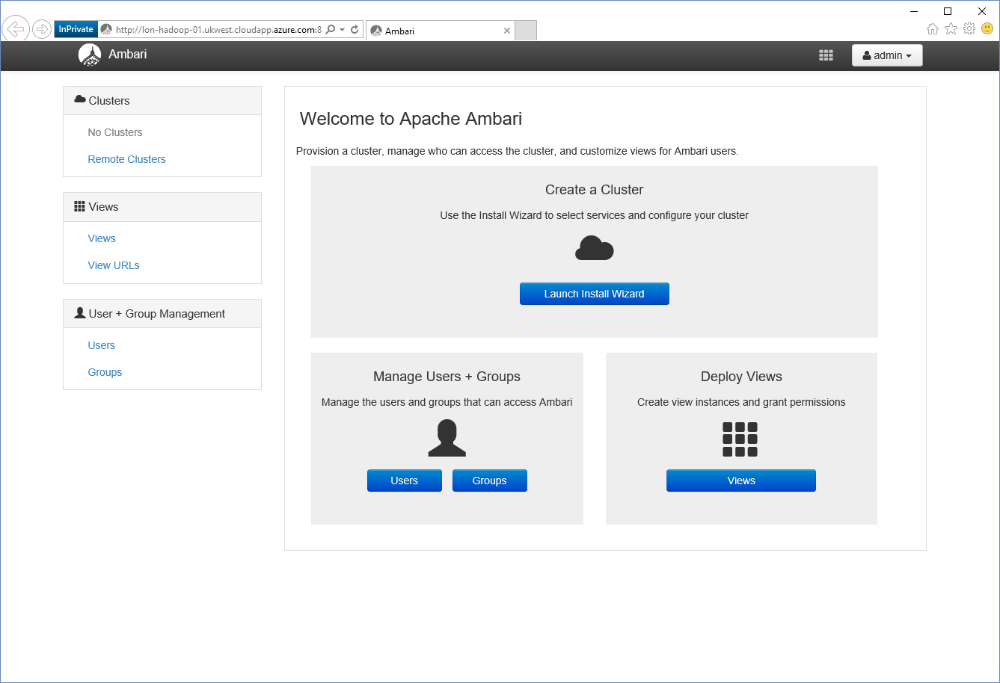 InPrivate
http://lon-hadoop-01.ukwest.cloudapp.azure.com:8
Ambari
Ambari
admin
Clusters
No Clusters
Remote Clusters
Views
Views
View URLs
User + Group Management
Users
Groups
Welcome to Apache Ambari
Provision a cluster, manage who can access the cluster, and customize views for Ambari users.
Create a Cluster
Use the Install Wizard to select services and configure your cluster
Launch Install Wizard
Manage Users + Groups
Manage the users and groups that can access Ambari
Users
Groups
Deploy Views
Create view instances and grant permissions
Views